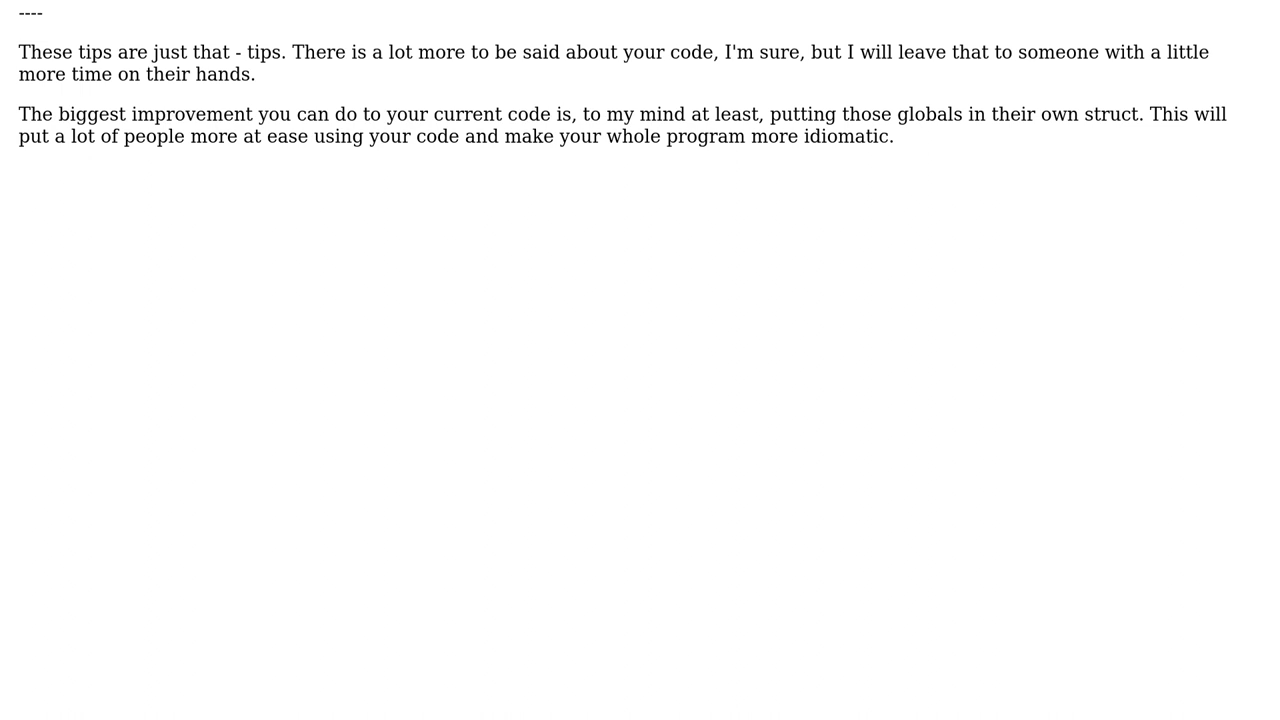 ----
These tips are just that - tips. There is a lot more to be said about your code, I'm sure, but I will leave that to someone with a little
more time on their hands.
The biggest improvement you can do to your current code is, to my mind at least, putting those globals in their own struct. This will
put a lot of people more at ease using your code and make your whole program more idiomatic.